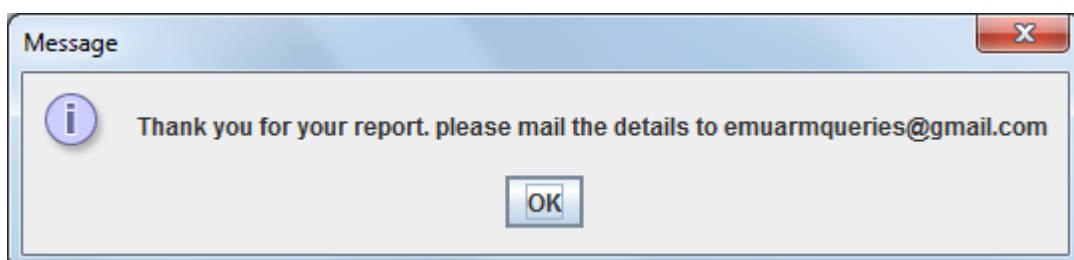 Message
Thank you for your report. please mail the details to emuarmqueries@gmail.com
OK